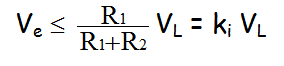 Vₑ ≤ R₁/(R₁+R₂) V_L = kᵢ V_L